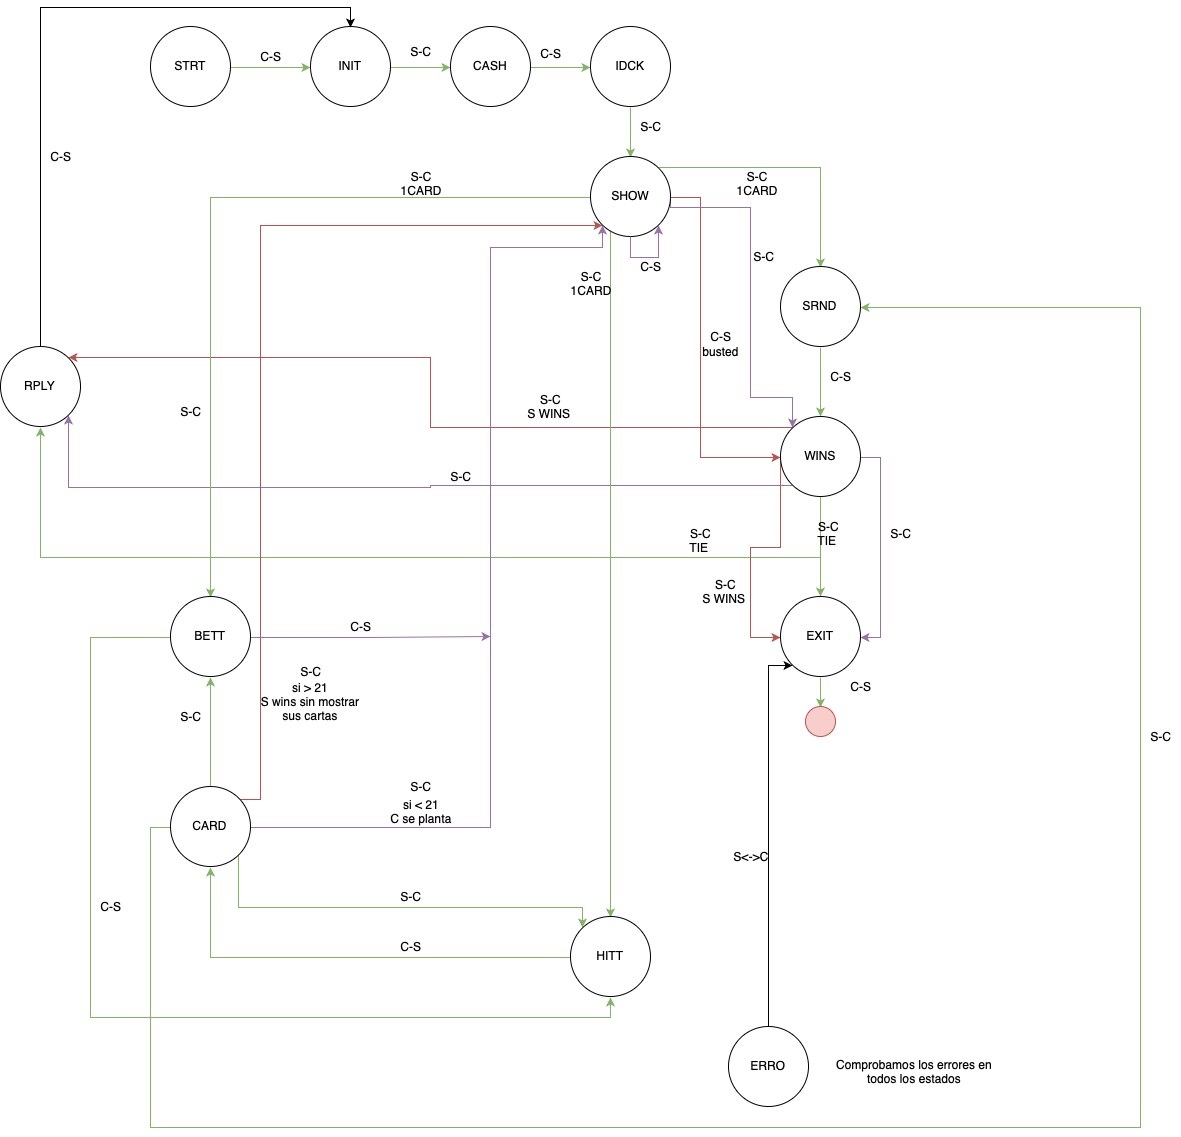 STRT
C-S
INIT
S-C
CASH
C-S
IDCK
S-C
C-S
S-C
1CARD
SHOW
S-C
1CARD
S-C
C-S
S-C
1CARD
SRND
C-S
busted
C-S
RPLY
S-C
C-S
S WINS
WINS
S-C
S-C
TIE
S-C
TIE
S-C
S-C
S WINS
BETT
C-S
EXIT
C-S
S-C
si > 21
S wins sin mostrar
sus cartas
S-C
S-C
S-C
si < 21
C se planta
CARD
S<->C
S-C
C-S
C-S
HITT
ERRO
Comprobamos los errores en
todos los estados